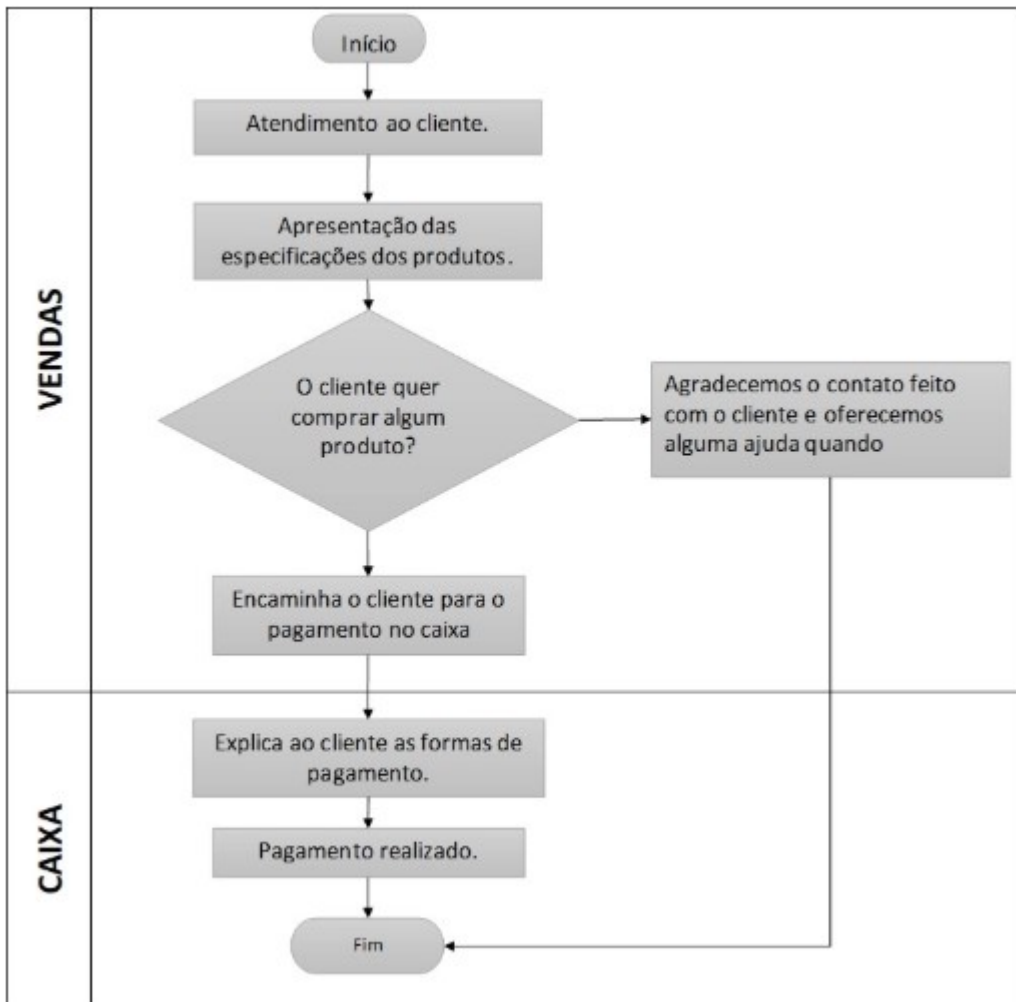 VENDAS
Início
Atendimento ao cliente.
Apresentação das
especificações dos produtos.
O cliente quer
comprar algum
produto?
Agradecemos o contato feito
com o cliente e oferecemos
alguma ajuda quando
Encaminha o cliente para o
pagamento no caixa
CAIXA
Explica ao cliente as formas de
pagamento.
Pagamento realizado.
Fim